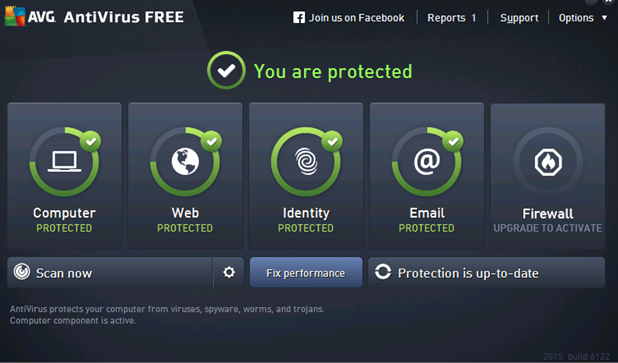 AVG. AntiVirus FREE
Join us on Facebook
Reports 1
Support
Options
You are protected
Computer
PROTECTED
Web
PROTECTED
Identity
PROTECTED
@
Email
PROTECTED
Firewall
UPGRADE TO ACTIVATE
Scan now
Fix performance
Protection is up-to-date
AntiVirus protects your computer from viruses, spyware, worms, and trojans.
Computer component is active.
2015 build 6122